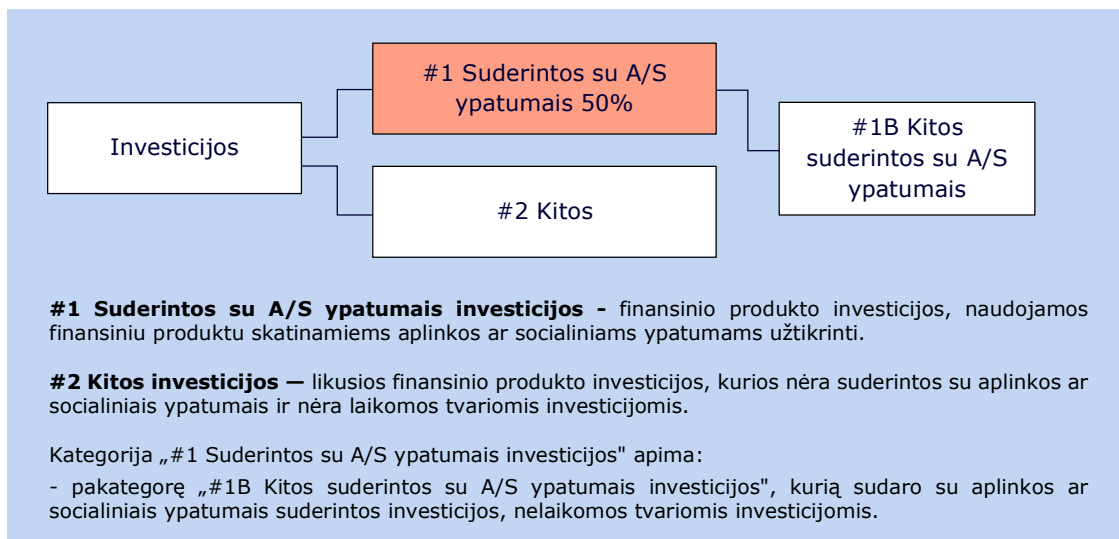 #1 Suderintos su A/S
ypatumais 50%
Investicijos
#1B Kitos
suderintos su A/S
ypatumais
#2 Kitos
#1 Suderintos su A/S ypatumais investicijos - finansinio produkto investicijos, naudojamos
finansiniu produktu skatinamiems aplinkos ar socialiniams ypatumams užtikrinti.
#2 Kitos investicijos — likusios finansinio produkto investicijos, kurios nėra suderintos su aplinkos ar
socialiniais ypatumais ir nėra laikomos tvariomis investicijomis.
Kategorija „#1 Suderintos su A/S ypatumais investicijos" apima:
- pakategorę „#1B Kitos suderintos su A/S ypatumais investicijos", kurią sudaro su aplinkos ar
socialiniais ypatumais suderintos investicijos, nelaikomos tvariomis investicijomis.